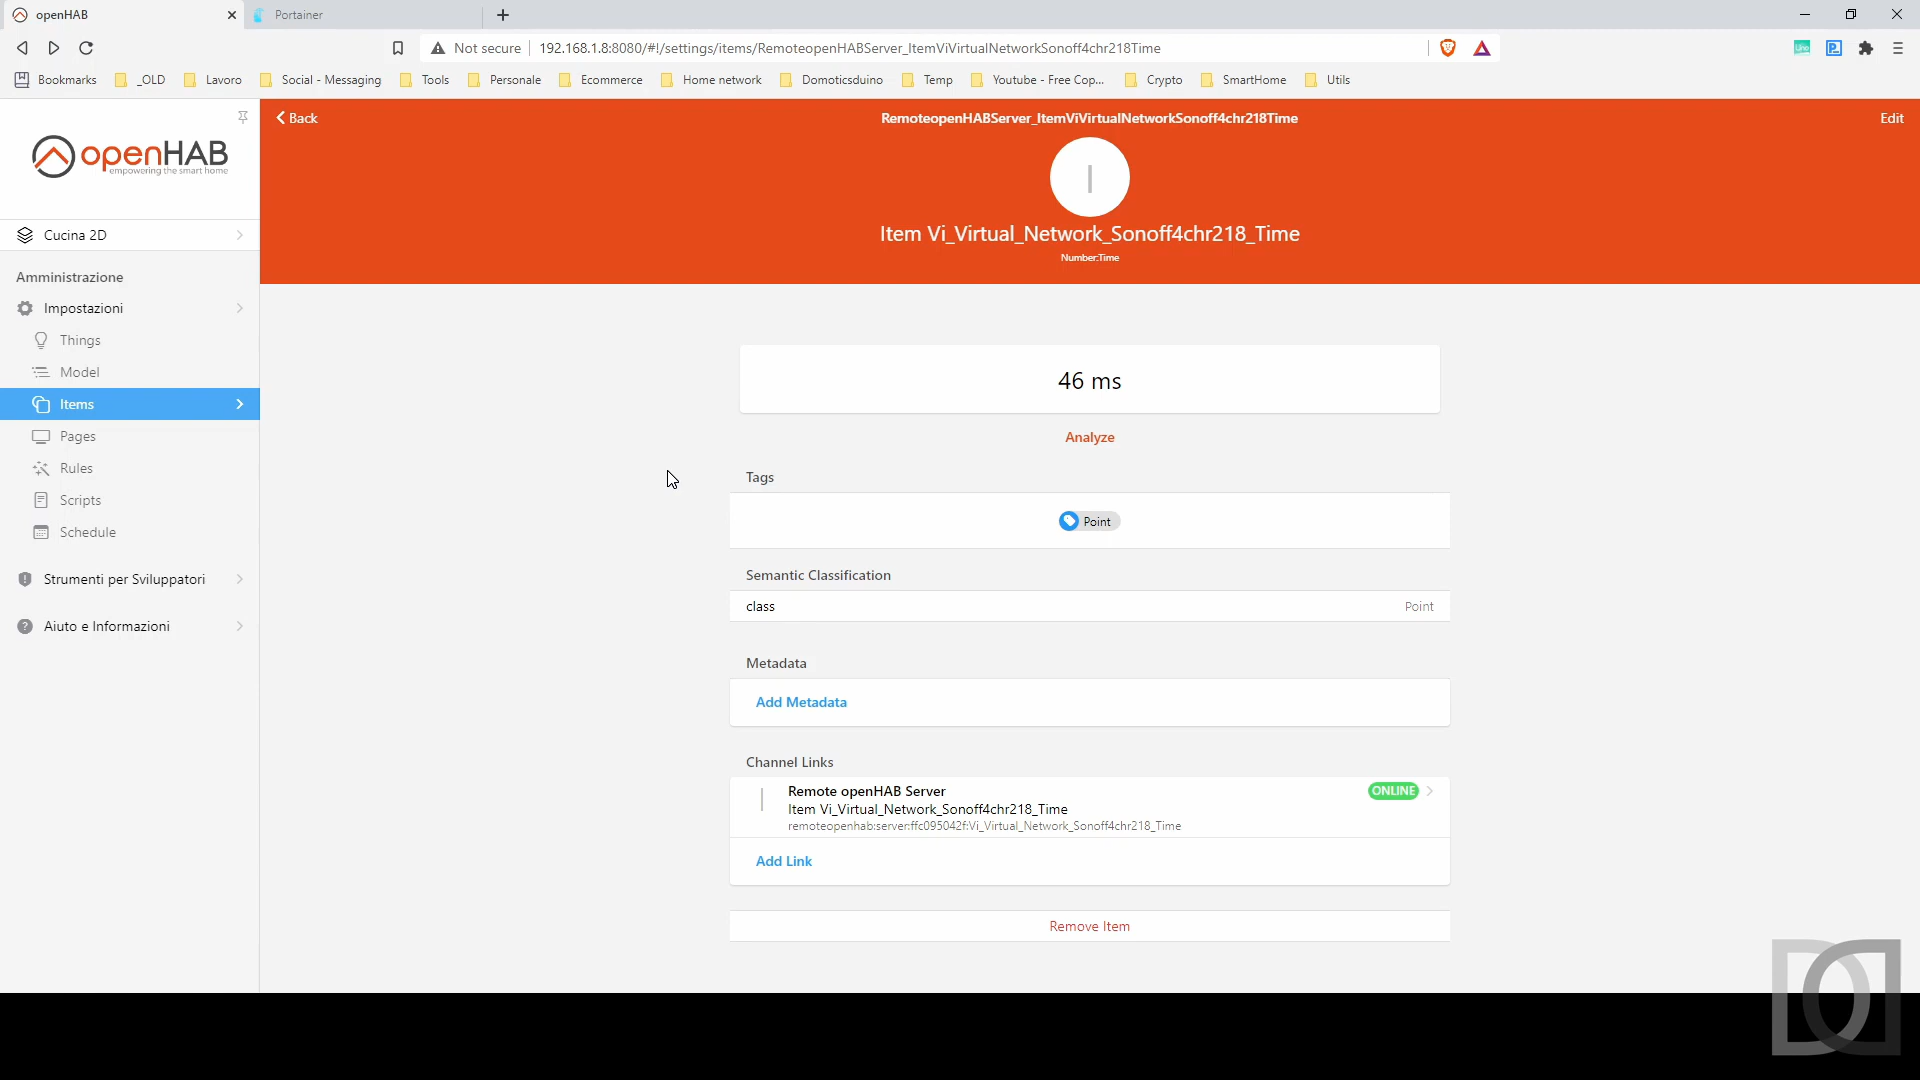 openHAB
Portainer
Not secure
192.168.1.8:8080/#!/settings/items/RemoteopenHABServer_ItemViVirtualNetworkSonoff4chr218Time
Bookmarks
_OLD
Lavoro
Social - Messaging
Tools
Personale
Ecommerce
Home network
Domoticsduino
Temp
Youtube - Free Cop...
Crypto
SmartHome
Utils
openHAB
empowering the smart home
Cucina 2D
Amministrazione
Impostazioni
Things
Model
Items
Pages
Rules
Scripts
Schedule
Strumenti per Sviluppatori
Aiuto e Informazioni
Back
RemoteopenHABServer_ItemViVirtualNetworkSonoff4chr218Time
Edit
I
Item Vi_Virtual_Network_Sonoff4chr218_Time
Number:Time
46 ms
Analyze
Tags
Point
Semantic Classification
class
Point
Metadata
Add Metadata
Channel Links
Remote openHAB Server
ONLINE
I
Item Vi_Virtual_Network_Sonoff4chr218_Time
remoteopenhab:server:ffc095042f:Vi_Virtual_Network_Sonoff4chr218_Time
Add Link
Remove Item